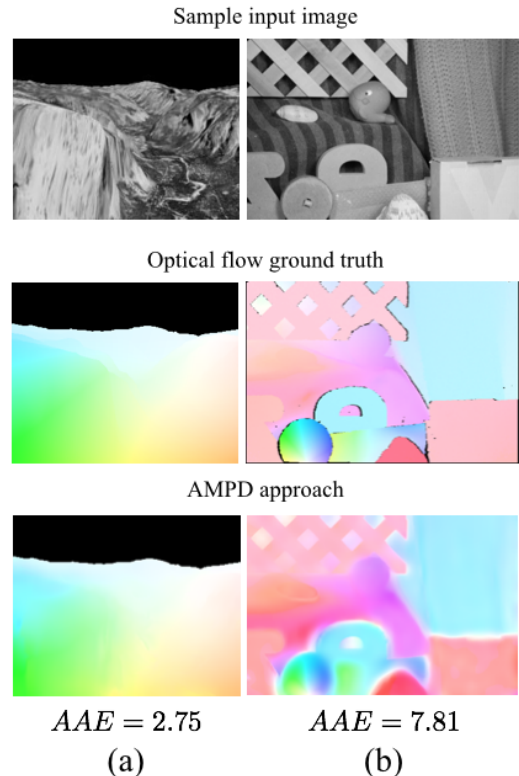 Sample input image
Optical flow ground truth
AMPD approach
AAE = 2.75 AAE = 7.81
(a) (b)